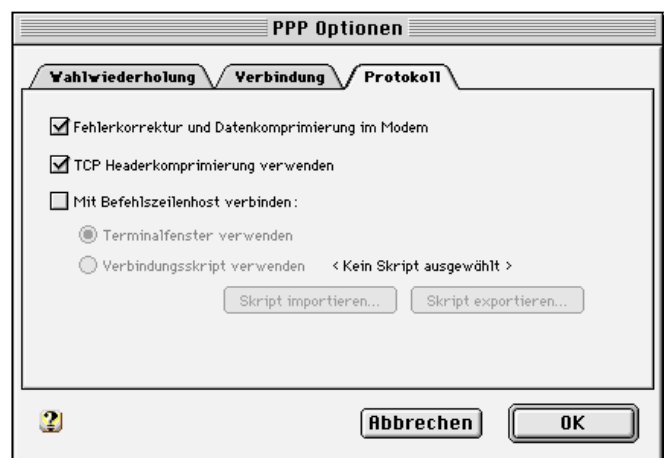 PPP Optionen
Wahlwiederholung Verbindung Protokoll
Fehlerkorrektur und Datenkomprimierung im Modem
TCP Headerkomprimierung verwenden
Mit Befehlszeilenhost verbinden:
Terminalfenster verwenden
Verbindungsskript verwenden < Kein Skript ausgewählt >
Skript importieren... Skript exportieren...
? Abbrechen OK